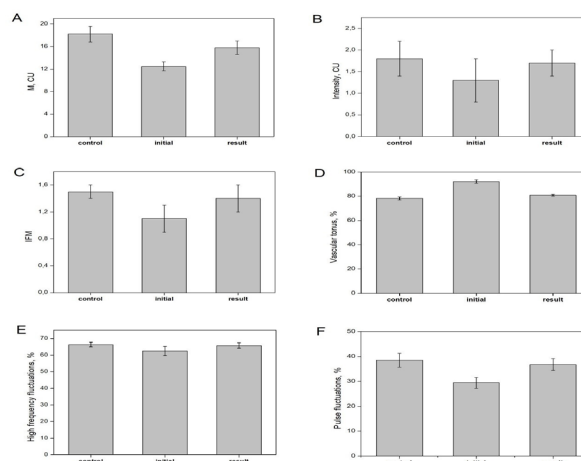 A
M, CU
20
16
12
8
4
0
control initial result
B
Intensity, CU
2,5
2,0
1,5
1,0
0,5
0,0
control initial result
C
IFM
1,6
1,2
0,8
0,4
0,0
control initial result
D
Vascular tonus, %
100
80
60
40
20
0
control initial result
E
High frequency fluctuations, %
70
60
50
40
30
20
10
0
control initial result
F
Pulse fluctuations, %
50
40
30
20
10
0